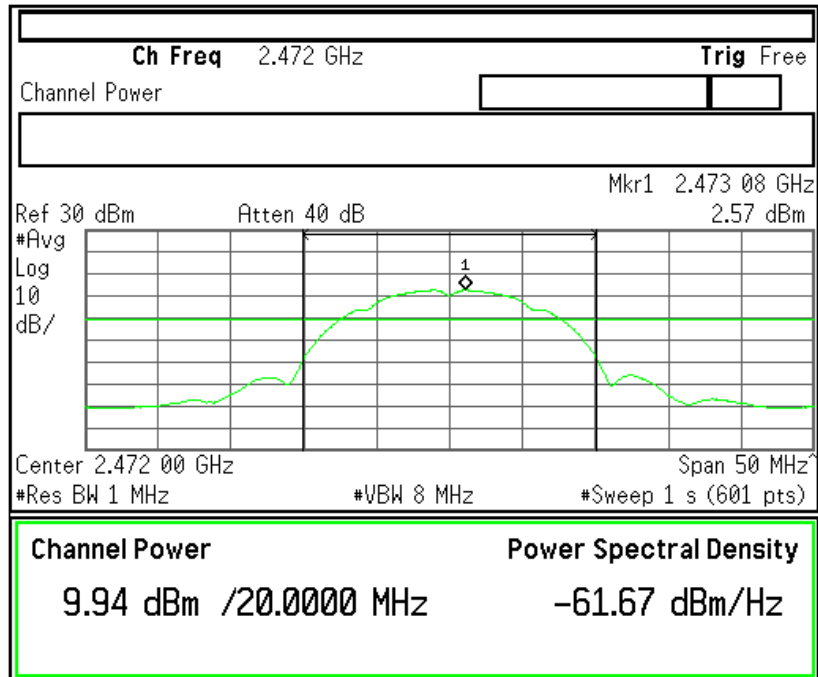 Ch Freq 2.472 GHz Trig Free
Channel Power
Mkr1 2.473 08 GHz
Ref 30 dBm Atten 40 dB 2.57 dBm
#Avg
Log
10
dB/
1
Center 2.472 00 GHz Span 50 MHz^
#Res BW 1 MHz #VBW 8 MHz #Sweep 1 s (601 pts)
Channel Power Power Spectral Density
9.94 dBm /20.0000 MHz -61.67 dBm/Hz